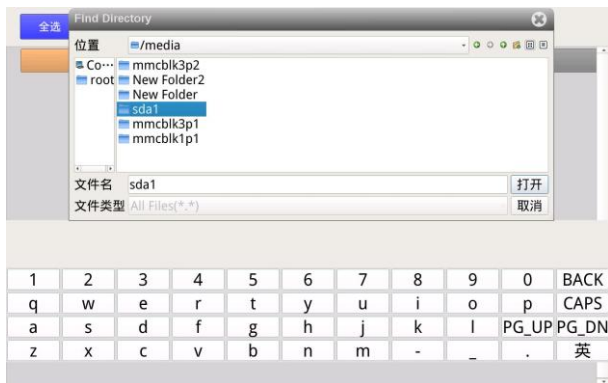 全选
Find Directory
位置 /media
Co··· mmcblk3p2
root New Folder2
New Folder
sda1
mmcblk3p1
mmcblk1p1
文件名 sda1 打开
文件类型 All Files(*.*) 取消
1 2 3 4 5 6 7 8 9 0 BACK
q w e r t y u i o p CAPS
a s d f g h j k l PG_UP PG_DN
z x c v b n m - _ . 英